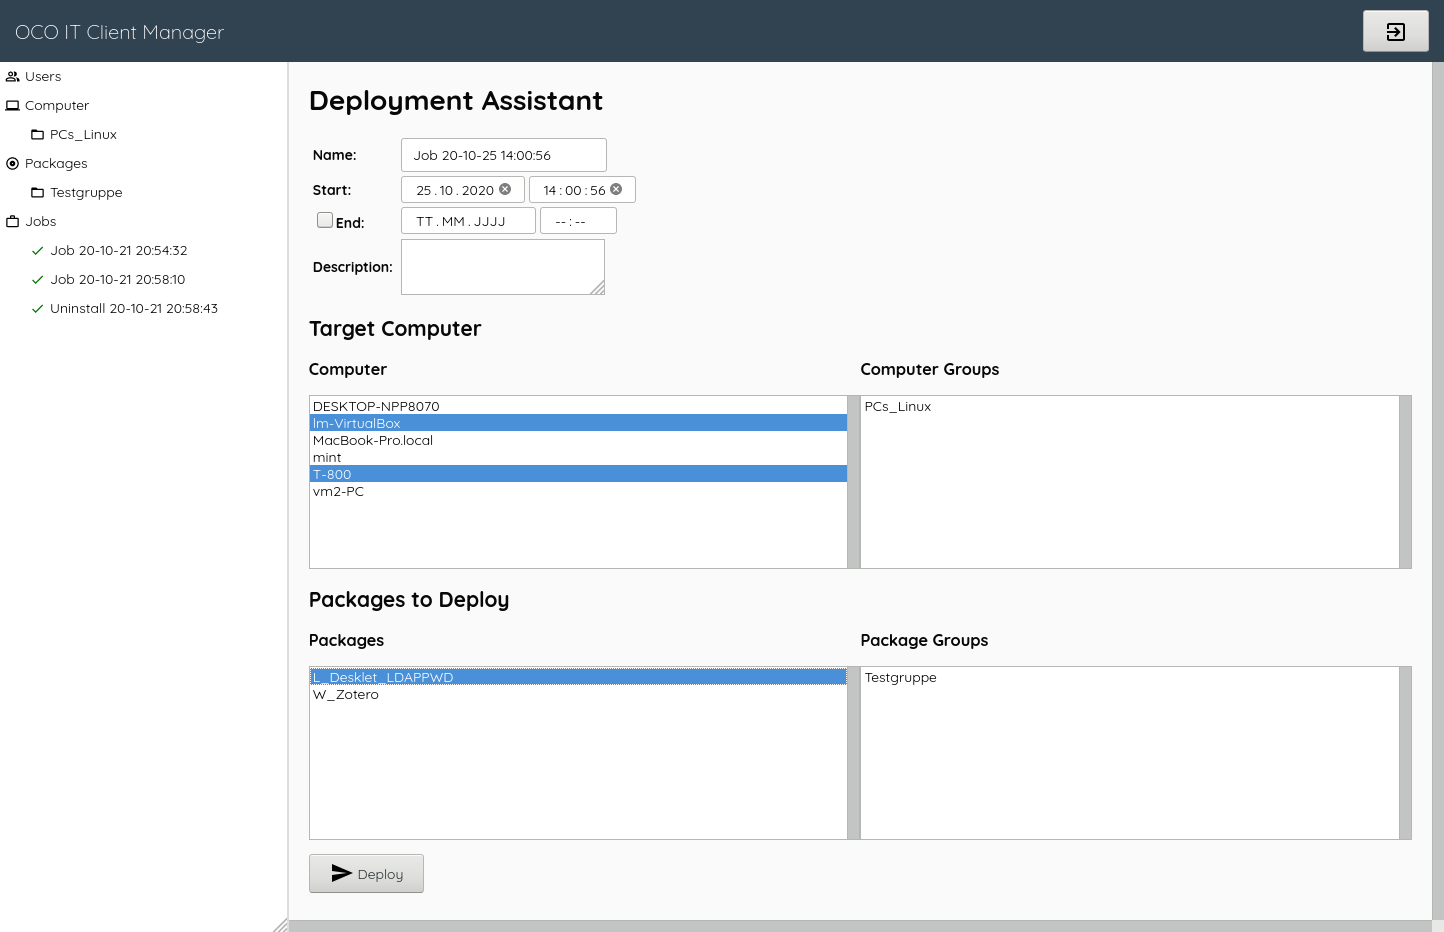 OCO IT Client Manager
Users
Computer
PCs_Linux
Packages
Testgruppe
Jobs
Job 20-10-21 20:54:32
Job 20-10-21 20:58:10
Uninstall 20-10-21 20:58:43
Deployment Assistant
Name: Job 20-10-25 14:00:56
Start: 25.10.2020 14:00:56
End: TT.MM.JJJJ --:--
Description:
Target Computer
Computer
DESKTOP-NPP8070
lm-VirtualBox
MacBook-Pro.local
mint
T-800
vm2-PC
Computer Groups
PCs_Linux
Packages to Deploy
Packages
L_Desklet_LDAPPWD
W_Zotero
Package Groups
Testgruppe
Deploy